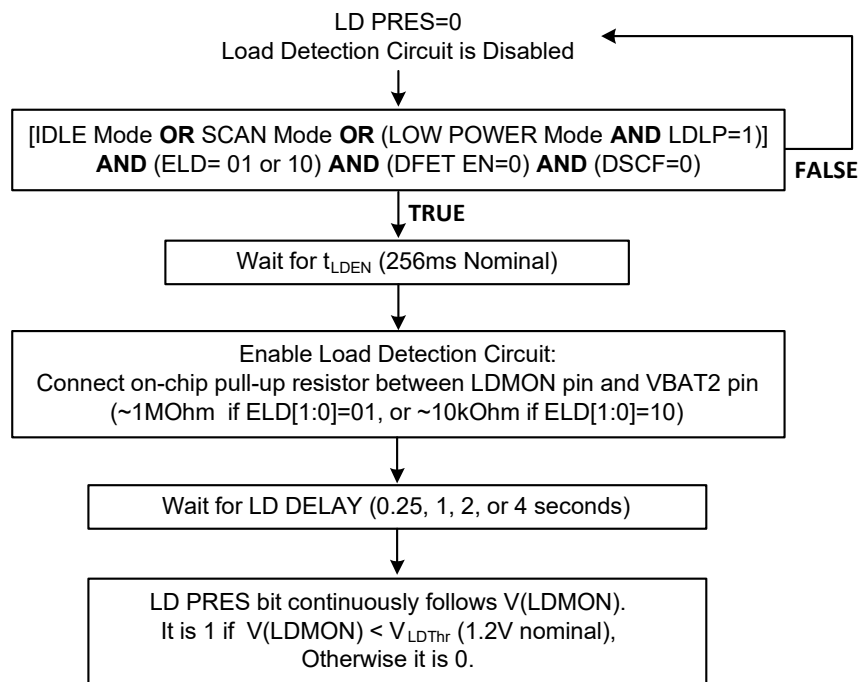 LD PRES=0
Load Detection Circuit is Disabled
[IDLE Mode OR SCAN Mode OR (LOW POWER Mode AND LDLP=1)]
AND (ELD= 01 or 10) AND (DFET EN=0) AND (DSCF=0)
FALSE
TRUE
Wait for tLDEN (256ms Nominal)
Enable Load Detection Circuit:
Connect on-chip pull-up resistor between LDMON pin and VBAT2 pin
(~1MOhm if ELD[1:0]=01, or ~10kOhm if ELD[1:0]=10)
Wait for LD DELAY (0.25, 1, 2, or 4 seconds)
LD PRES bit continuously follows V(LDMON).
It is 1 if V(LDMON) < VLDThr (1.2V nominal),
Otherwise it is 0.